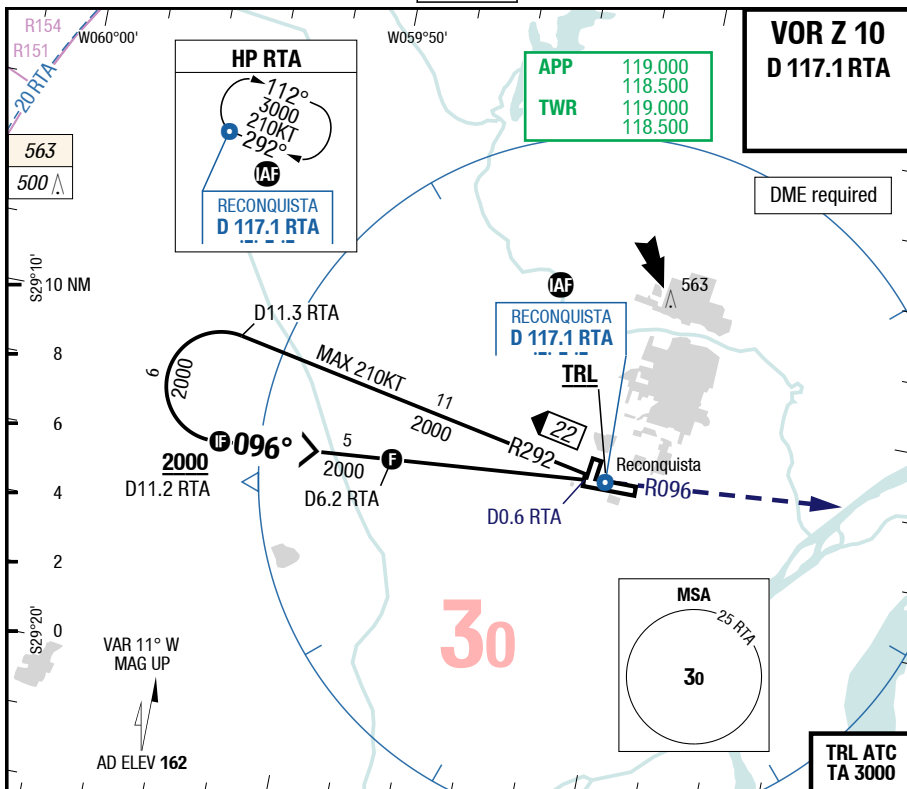 R154
R151
20 RTA
W060°00'
W059°50'
563
500
HP RTA
112°
3000
210KT
292°
IAF
RECONQUISTA
D 117.1 RTA
APP 119.000
118.500
TWR 119.000
118.500
VOR Z 10
D 117.1 RTA
DME required
S29°10'
10 NM
8
6
4
2
0
S29°20'
563
IAF
RECONQUISTA
D 117.1 RTA
TRL
D11.3 RTA
MAX 210KT
11
2000
R292
22
6
2000
IF
096°
2000
D11.2 RTA
5
2000
F
D6.2 RTA
Reconquista
R096
D0.6 RTA
30
MSA
25 RTA
30
VAR 11° W
MAG UP
AD ELEV 162
TRL ATC
TA 3000